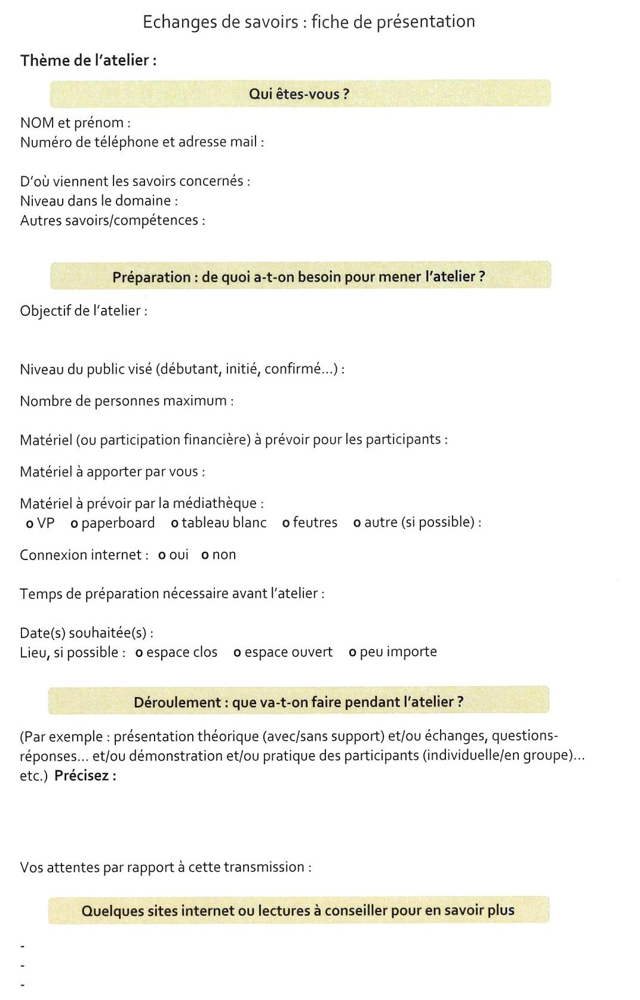 Echanges de savoirs : fiche de présentation
Thème de l'atelier :
Qui êtes-vous ?
NOM et prénom :
Numéro de téléphone et adresse mail :
D'où viennent les savoirs concernés :
Niveau dans le domaine :
Autres savoirs/compétences :
Préparation : de quoi a-t-on besoin pour mener l'atelier ?
Objectif de l'atelier :
Niveau du public visé (débutant, initié, confirmé...) :
Nombre de personnes maximum :
Matériel (ou participation financière) à prévoir pour les participants :
Matériel à apporter par vous :
Matériel à prévoir par la médiathèque :
o VP o paperboard o tableau blanc o feutres o autre (si possible) :
Connexion internet : o oui o non
Temps de préparation nécessaire avant l'atelier :
Date(s) souhaitée(s) :
Lieu, si possible : o espace clos o espace ouvert o peu importe
Déroulement : que va-t-on faire pendant l'atelier ?
(Par exemple : présentation théorique (avec/sans support) et/ou échanges, questions-
réponses... et/ou démonstration et/ou pratique des participants (individuelle/en groupe)...
etc.) Précisez :
Vos attentes par rapport à cette transmission :
Quelques sites internet ou lectures à conseiller pour en savoir plus
-
-
-